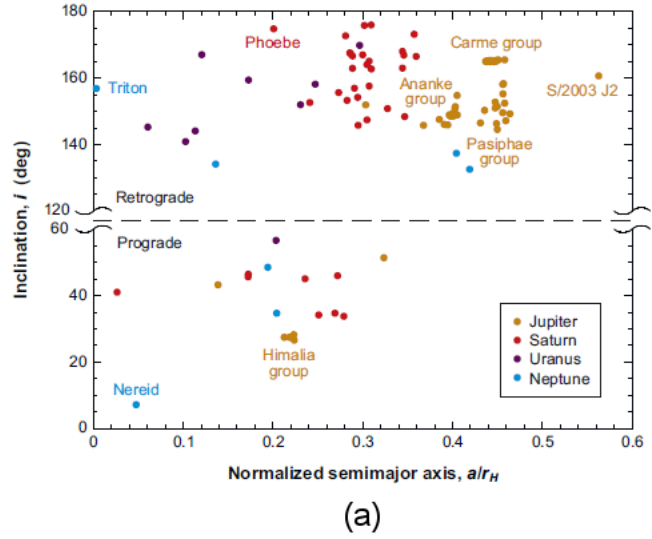 180
Phoebe
Carme group
160
Triton
Ananke
group
S/2003 J2
140
Pasiphae
group
Retrograde
120
60
Prograde
40
Himalia
group
20
Nereid
0
0 0.1 0.2 0.3 0.4 0.5 0.6
Inclination, i (deg)
Normalized semimajor axis, a/rH
Jupiter
Saturn
Uranus
Neptune
(a)